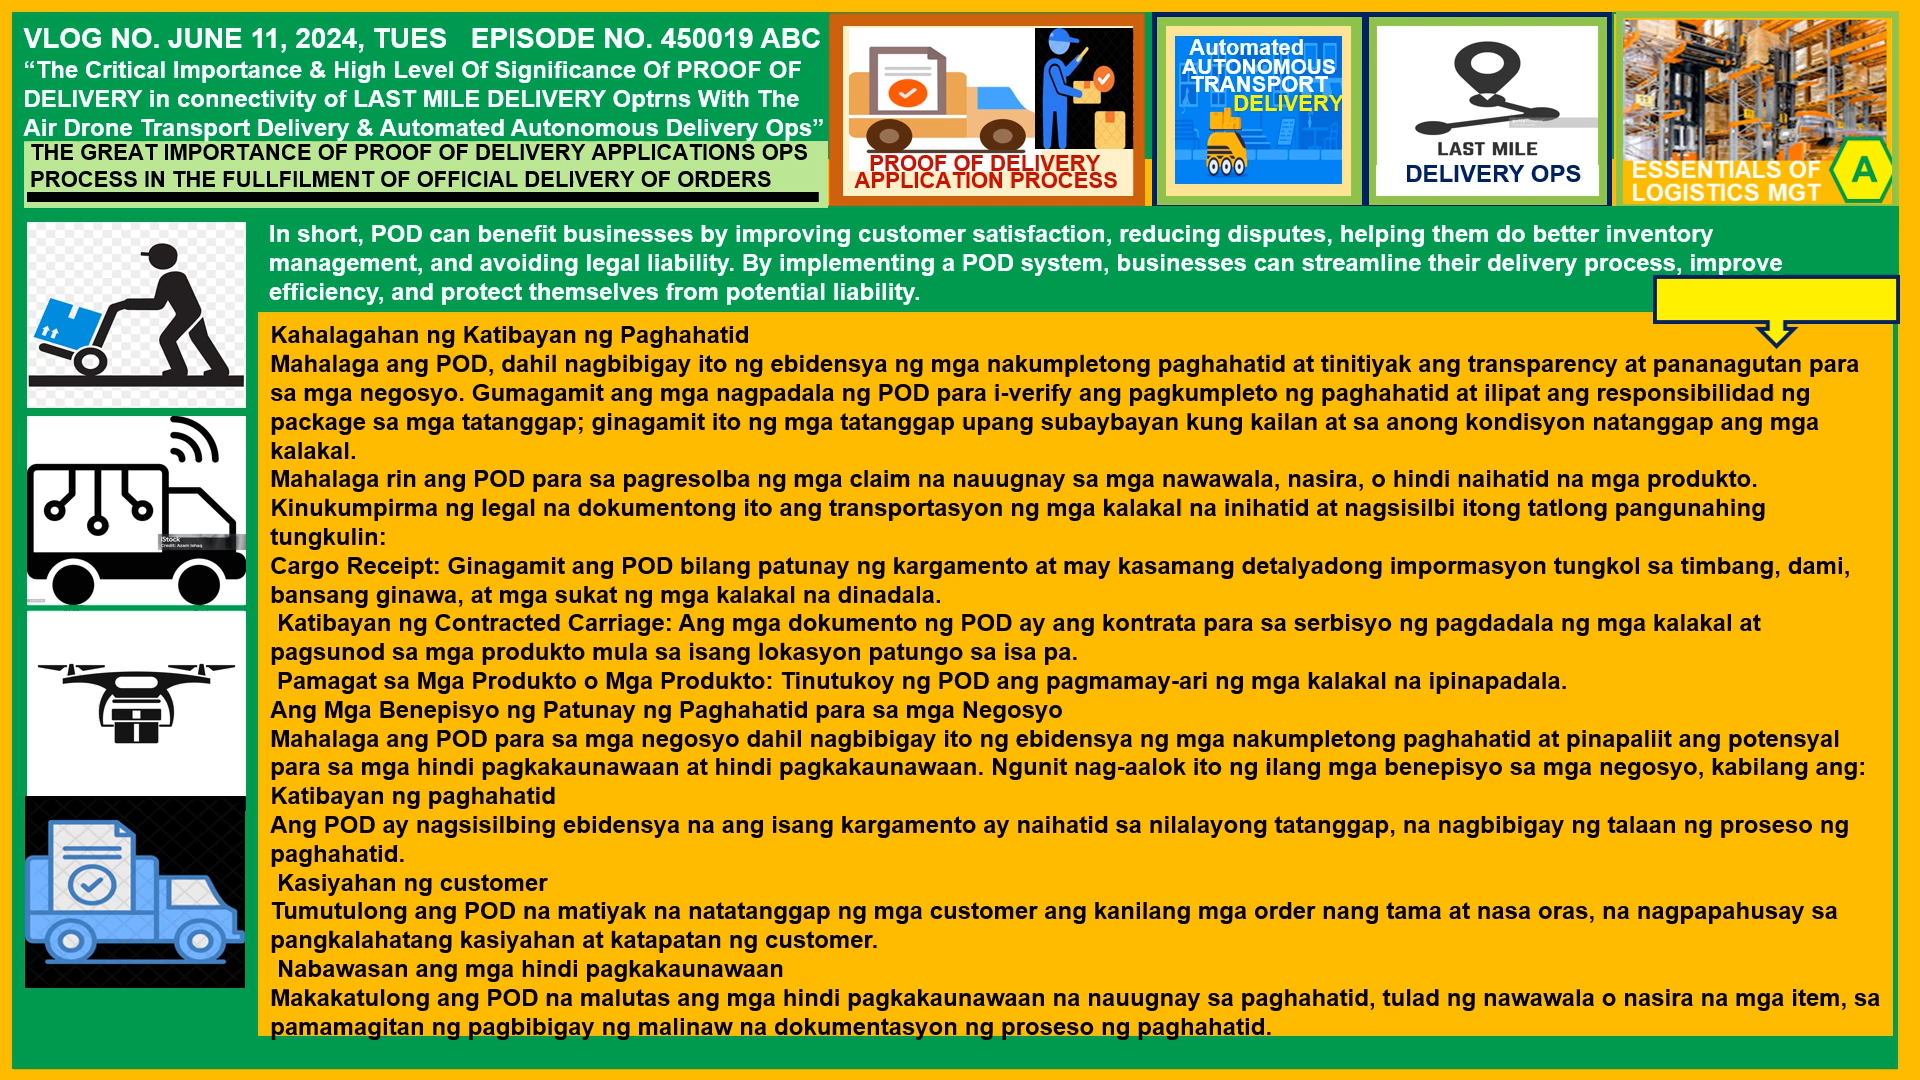 VLOG NO. JUNE 11, 2024, TUES   EPISODE NO. 450019 ABC
“The Critical Importance & High Level Of Significance Of PROOF OF
DELIVERY in connectivity of LAST MILE DELIVERY Optrns With The
Air Drone Transport Delivery & Automated Autonomous Delivery Ops”
THE GREAT IMPORTANCE OF PROOF OF DELIVERY APPLICATIONS OPS
PROCESS IN THE FULLFILMENT OF OFFICIAL DELIVERY OF ORDERS
PROOF OF DELIVERY
APPLICATION PROCESS
Automated
AUTONOMOUS
TRANSPORT
DELIVERY
LAST MILE
DELIVERY OPS
ESSENTIALS OF
LOGISTICS MGT
A
In short, POD can benefit businesses by improving customer satisfaction, reducing disputes, helping them do better inventory
management, and avoiding legal liability. By implementing a POD system, businesses can streamline their delivery process, improve
efficiency, and protect themselves from potential liability.
Kahalagahan ng Katibayan ng Paghahatid
Mahalaga ang POD, dahil nagbibigay ito ng ebidensya ng mga nakumpletong paghahatid at tinitiyak ang transparency at pananagutan para
sa mga negosyo. Gumagamit ang mga nagpadala ng POD para i-verify ang pagkumpleto ng paghahatid at ilipat ang responsibilidad ng
package sa mga tatanggap; ginagamit ito ng mga tatanggap upang subaybayan kung kailan at sa anong kondisyon natanggap ang mga
kalakal.
Mahalaga rin ang POD para sa pagresolba ng mga claim na nauugnay sa mga nawawala, nasira, o hindi naihatid na mga produkto.
Kinukumpirma ng legal na dokumentong ito ang transportasyon ng mga kalakal na inihatid at nagsisilbi itong tatlong pangunahing
tungkulin:
Cargo Receipt: Ginagamit ang POD bilang patunay ng kargamento at may kasamang detalyadong impormasyon tungkol sa timbang, dami,
bansang ginawa, at mga sukat ng mga kalakal na dinadala.
Katibayan ng Contracted Carriage: Ang mga dokumento ng POD ay ang kontrata para sa serbisyo ng pagdadala ng mga kalakal at
pagsunod sa mga produkto mula sa isang lokasyon patungo sa isa pa.
Pamagat sa Mga Produkto o Mga Produkto: Tinutukoy ng POD ang pagmamay-ari ng mga kalakal na ipinapadala.
Ang Mga Benepisyo ng Patunay ng Paghahatid para sa mga Negosyo
Mahalaga ang POD para sa mga negosyo dahil nagbibigay ito ng ebidensya ng mga nakumpletong paghahatid at pinapaliit ang potensyal
para sa mga hindi pagkakaunawaan at hindi pagkakaunawaan. Ngunit nag-aalok ito ng ilang mga benepisyo sa mga negosyo, kabilang ang:
Katibayan ng paghahatid
Ang POD ay nagsisilbing ebidensya na ang isang kargamento ay naihatid sa nilalayong tatanggap, na nagbibigay ng talaan ng proseso ng
paghahatid.
Kasiyahan ng customer
Tumutulong ang POD na matiyak na natatanggap ng mga customer ang kanilang mga order nang tama at nasa oras, na nagpapahusay sa
pangkalahatang kasiyahan at katapatan ng customer.
Nabawasan ang mga hindi pagkakaunawaan
Makakatulong ang POD na malutas ang mga hindi pagkakaunawaan na nauugnay sa paghahatid, tulad ng nawawala o nasira na mga item, sa
pamamagitan ng pagbibigay ng malinaw na dokumentasyon ng proseso ng paghahatid.
iStock